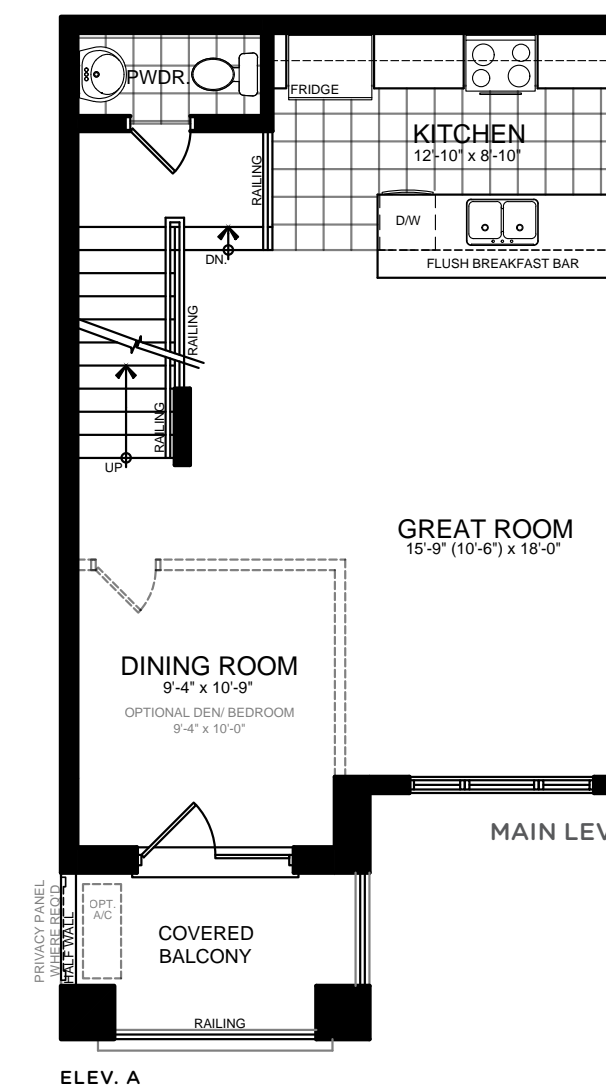 PWDR.
FRIDGE
KITCHEN
12'-10" x 8'-10"
RAILING
D/W
DN.
FLUSH BREAKFAST BAR
RAILING
RAILING
UP
GREAT ROOM
15'-9" (10'-6") x 18'-0"
DINING ROOM
9'-4" x 10'-9"
OPTIONAL DEN/ BEDROOM
9'-4" x 10'-0"
MAIN LEV
PRIVACY PANEL
WHERE REQ'D
HALF WALL
OPT.
A/C
COVERED
BALCONY
RAILING
ELEV. A